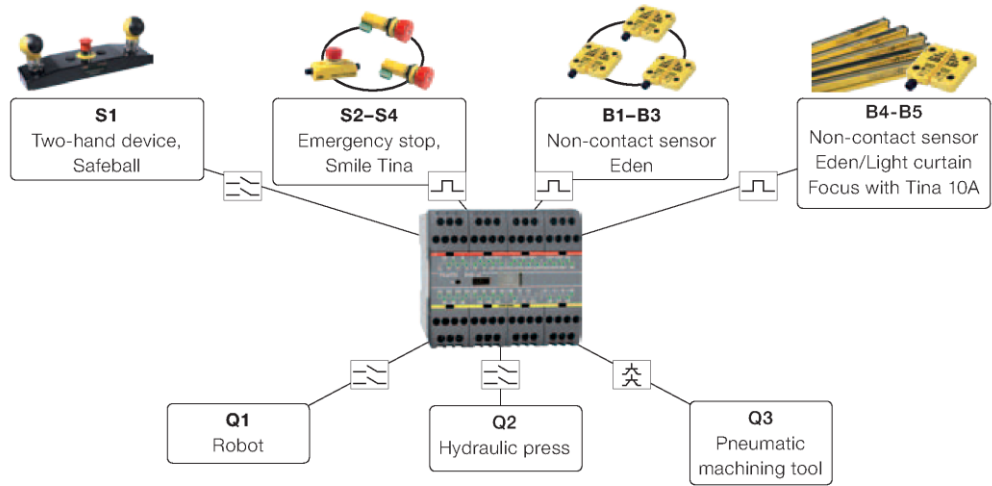 S1
Two-hand device,
Safeball
S2–S4
Emergency stop,
Smile Tina
B1–B3
Non-contact sensor
Eden
B4-B5
Non-contact sensor
Eden/Light curtain
Focus with Tina 10A
Q1
Robot
Q2
Hydraulic press
Q3
Pneumatic
machining tool